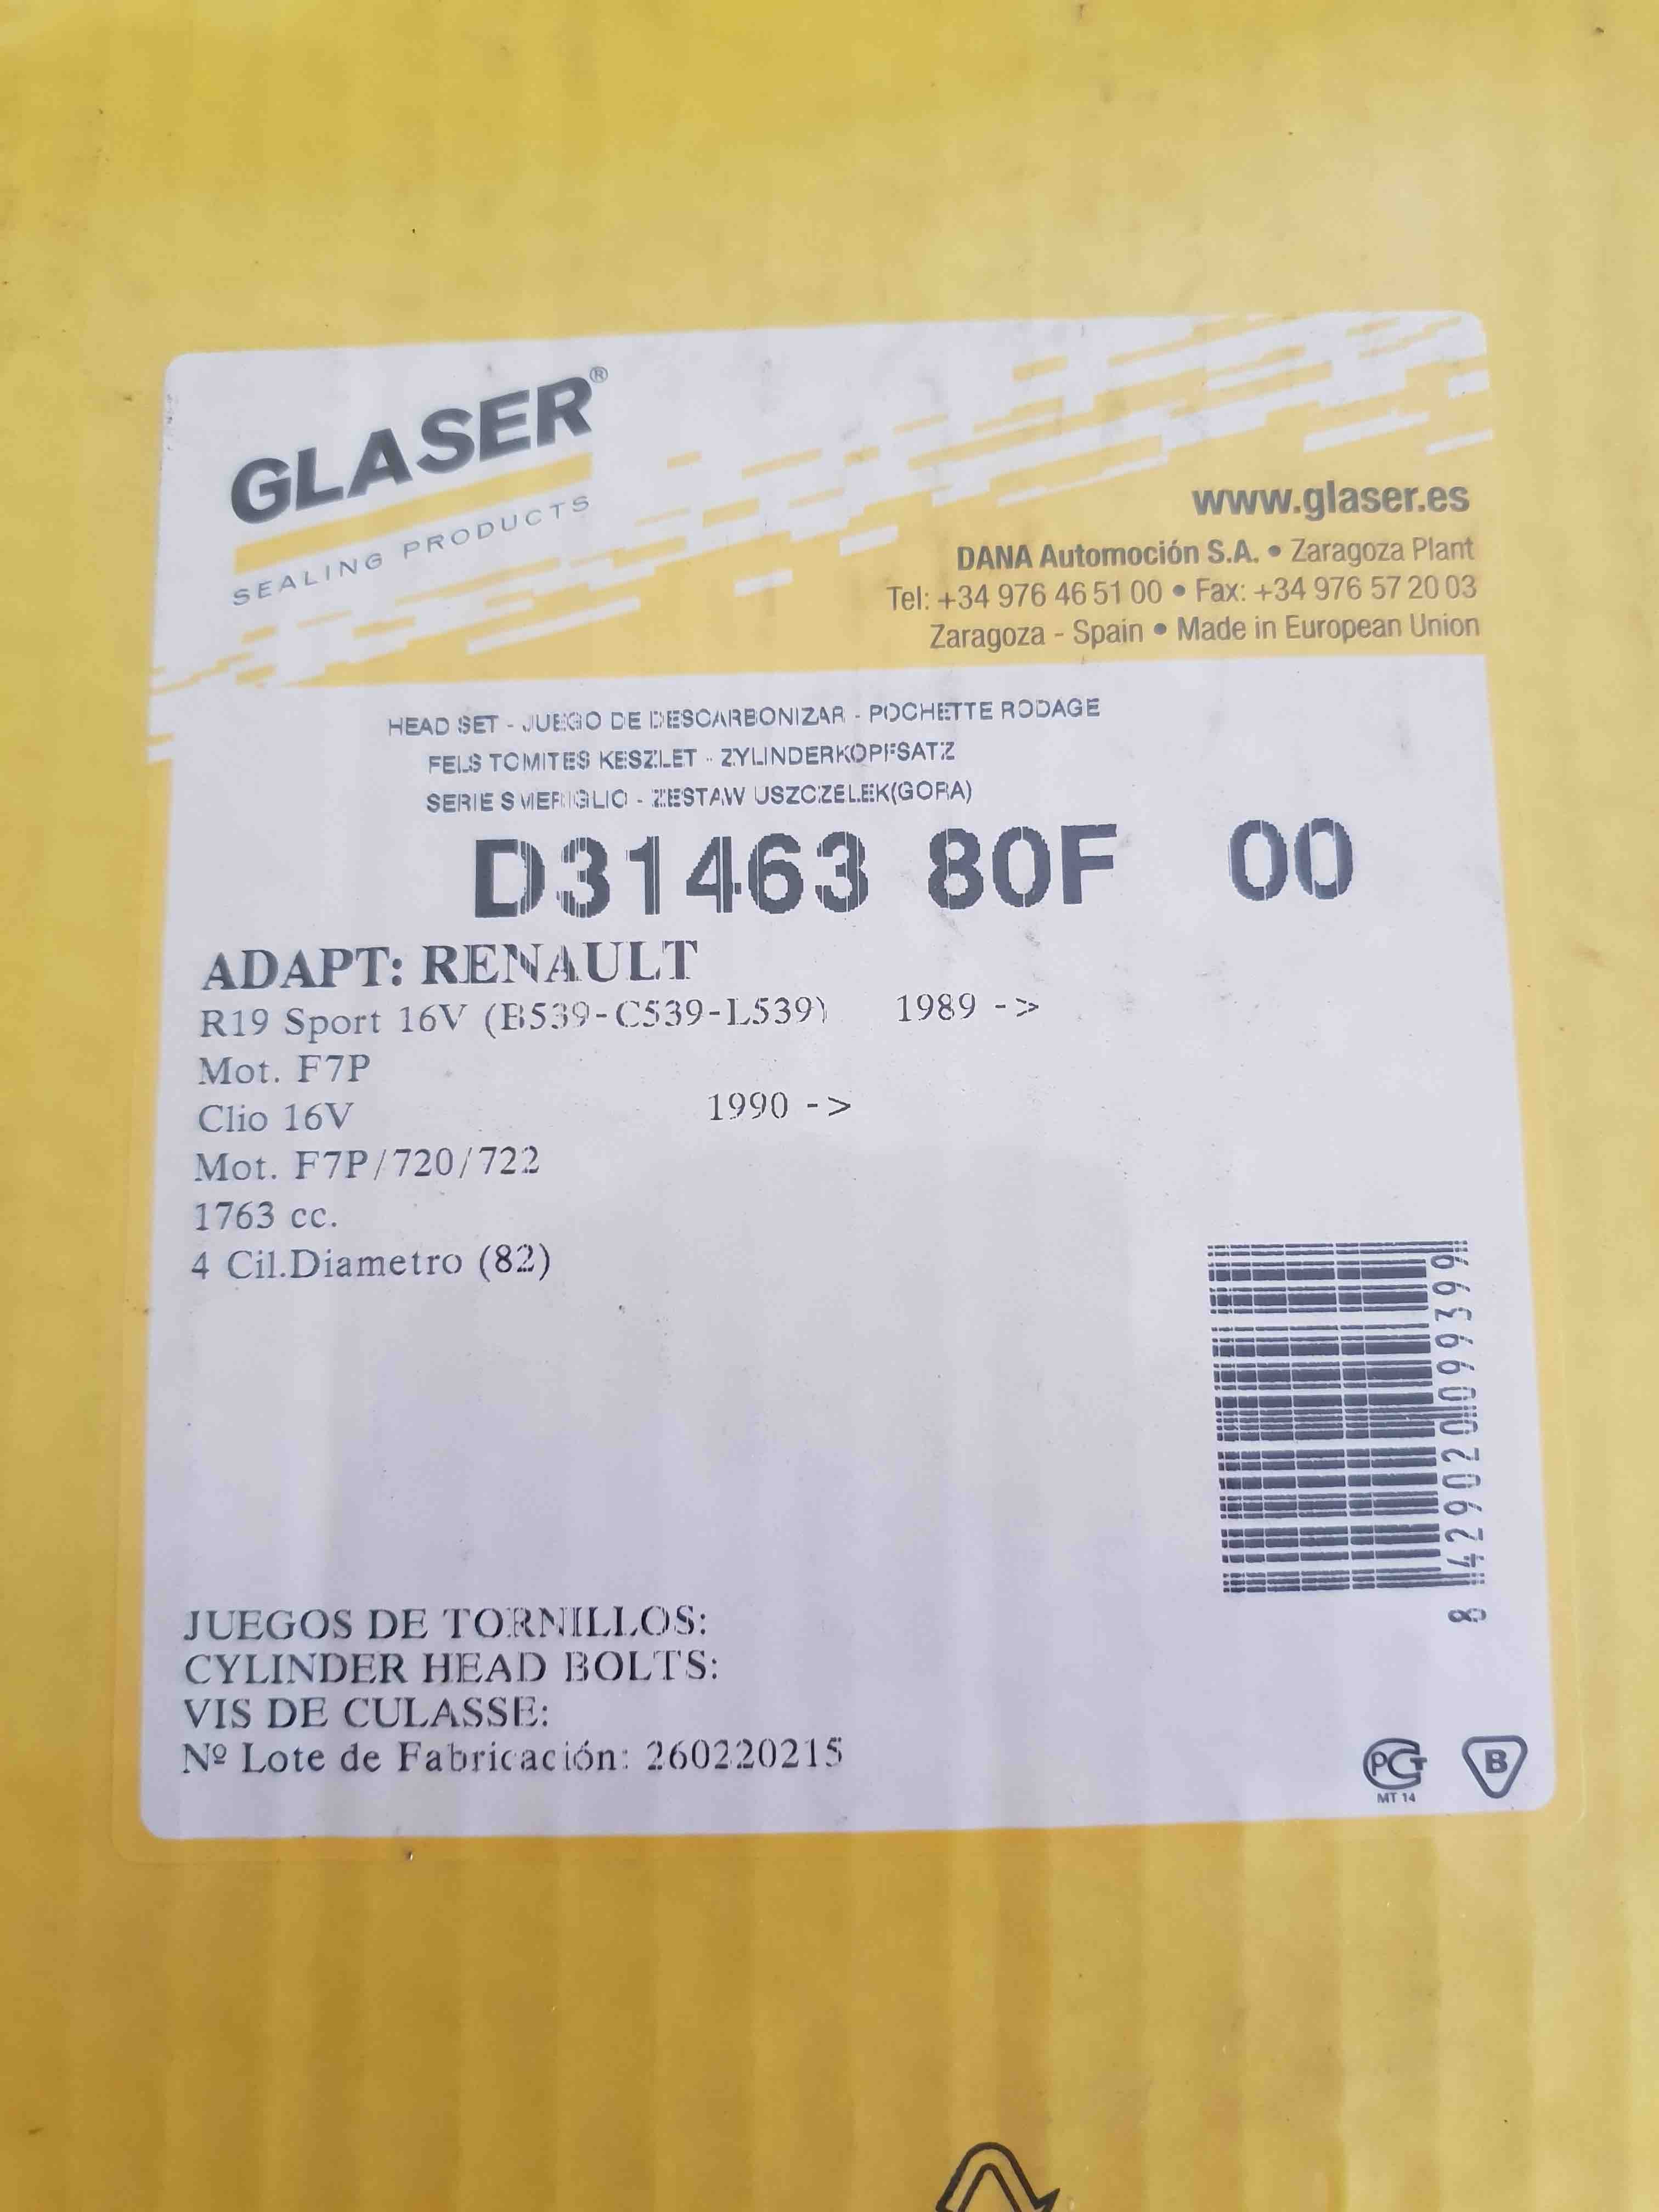 GLASER®
SEALING PRODUCTS
www.glaser.es
DANA Automoción S.A. • Zaragoza Plant
Tel: +34 976 46 51 00 • Fax: +34 976 57 20 03
Zaragoza - Spain • Made in European Union
HEAD SET - JUEGO DE DESCARBONIZAR - POCHETTE RODAGE
FELS TOMITES KESZLET - ZYLINDERKOPFSATZ
SERIE SMERIGLIO - ZESTAW USZCZELEK(GORA)
D31463 80F 00
ADAPT: RENAULT
R19 Sport 16V (B539-C539-L539) 1989 ->
Mot. F7P
Clio 16V 1990 ->
Mot. F7P/720/722
1763 cc.
4 Cil.Diametro (82)
8 429020 099399
JUEGOS DE TORNILLOS:
CYLINDER HEAD BOLTS:
VIS DE CULASSE:
Nº Lote de Fabricación: 260220215
PCT
MT 14
B